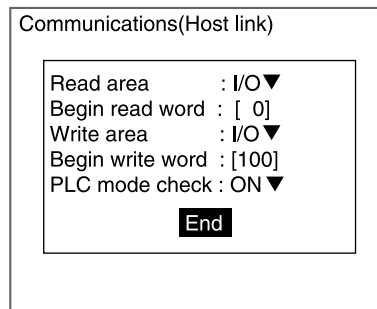 Communications(Host link)
Read area : I/O▼
Begin read word : [ 0]
Write area : I/O▼
Begin write word : [100]
PLC mode check : ON▼
End